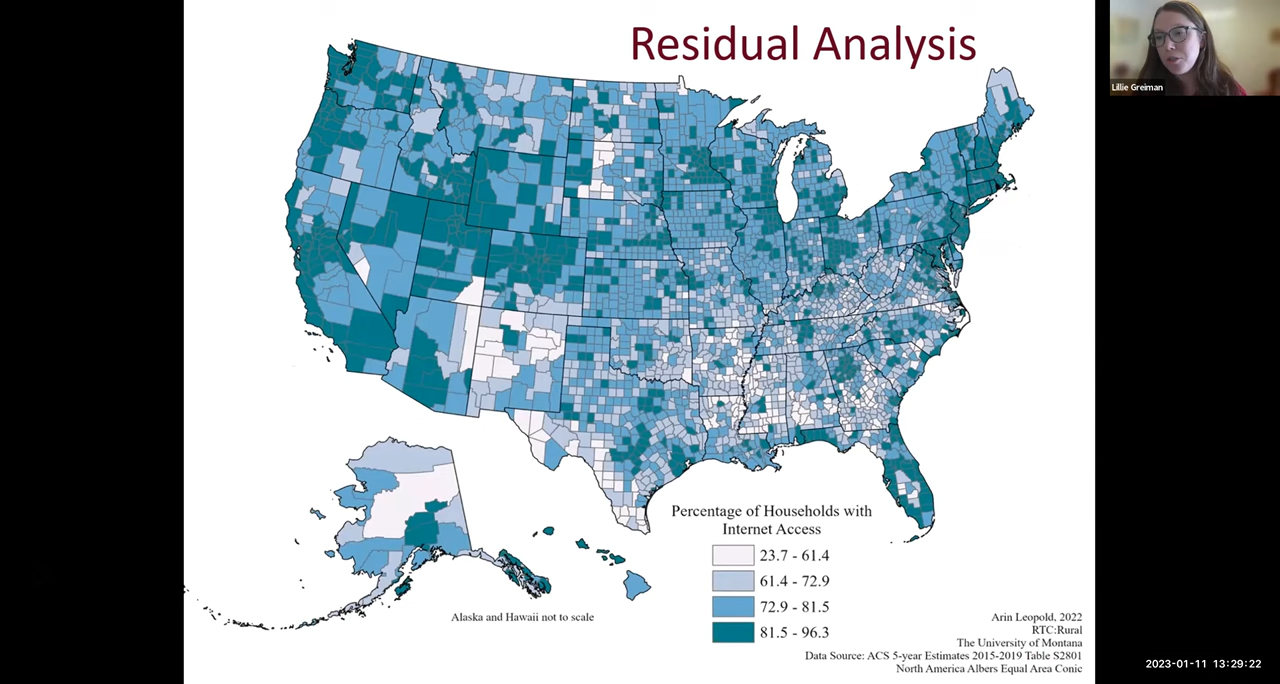 Residual Analysis
Lillie Greiman
Percentage of Households with
Internet Access
23.7 - 61.4
61.4 - 72.9
72.9 - 81.5
81.5 - 96.3
Alaska and Hawaii not to scale
Arin Leopold, 2022
RTC:Rural
The University of Montana
Data Source: ACS 5-year Estimates 2015-2019 Table S2801
North America Albers Equal Area Conic
2023-01-11 13:29:22